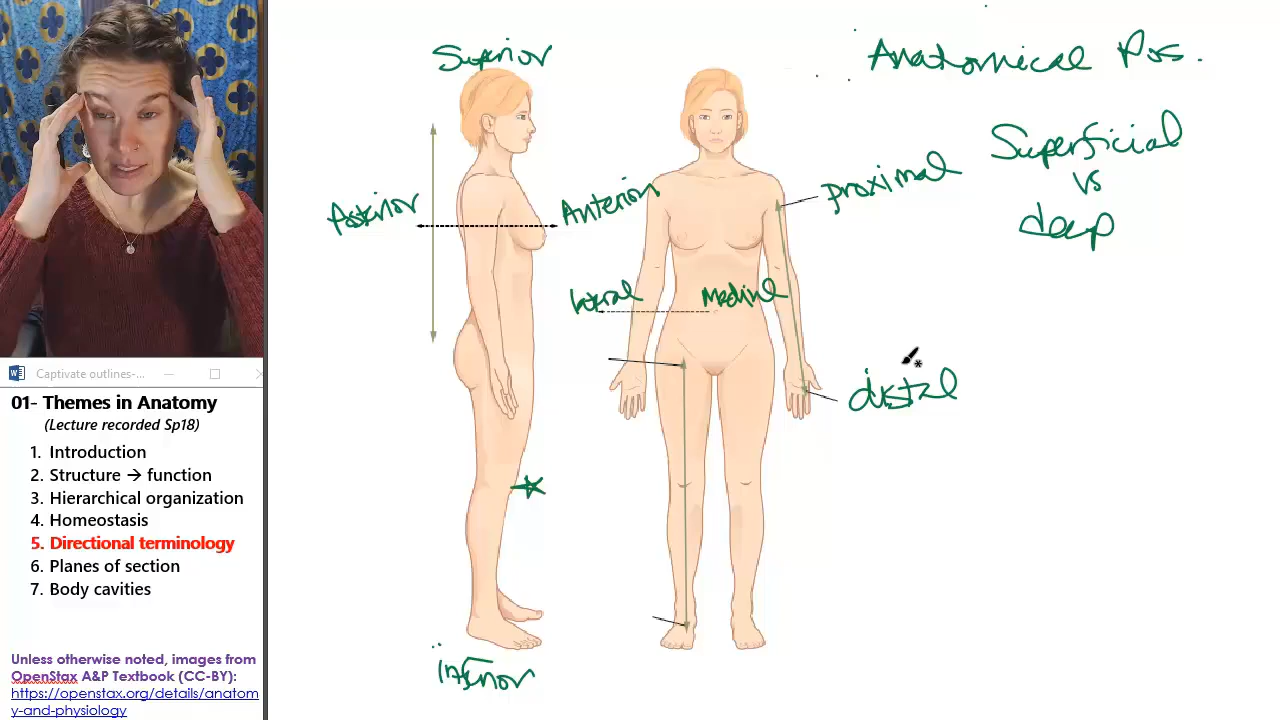 Superior
Anatomical Pos.
Superficial
vs
deep
Posterior
Anterior
proximal
lateral
Medial
distal
Inferior
Captivate outlines-...
01- Themes in Anatomy
(Lecture recorded Sp18)
1. Introduction
2. Structure → function
3. Hierarchical organization
4. Homeostasis
5. Directional terminology
6. Planes of section
7. Body cavities
Unless otherwise noted, images from
OpenStax A&P Textbook (CC-BY):
https://openstax.org/details/anatom
y-and-physiology